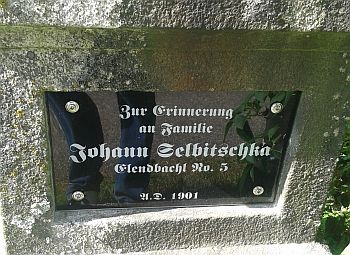 Zur Erinnerung
an Familie
Johann Selbitschka
Elendbachl No. 5
A.D. 1901